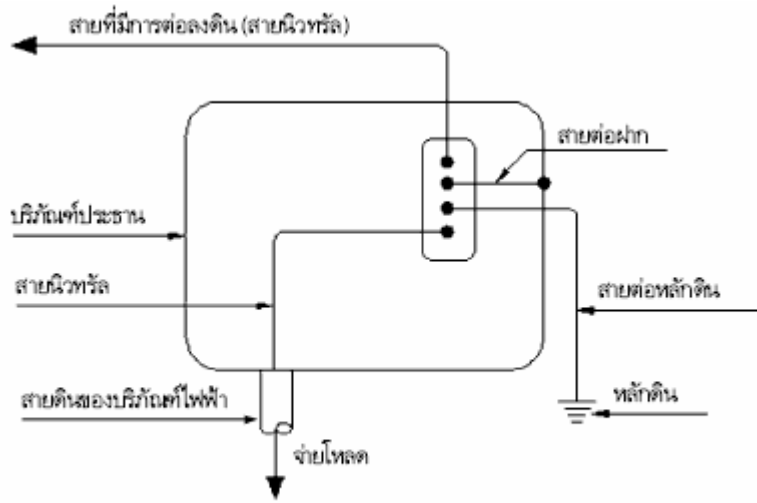 สายที่มีการต่อลงดิน (สายนิวทรัล)
สายต่อฝาก
บริภัณฑ์ประธาน
สายนิวทรัล
สายต่อหลักดิน
สายดินของบริภัณฑ์ไฟฟ้า
หลักดิน
จ่ายโหลด